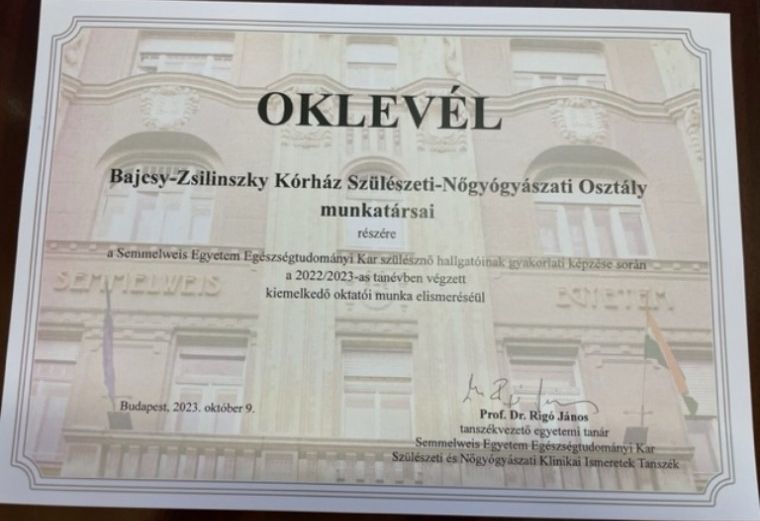 OKLEVÉL
Bajcsy-Zsilinszky Kórház Szülészeti-Nőgyógyászati Osztály
munkatársai
részére
a Semmelweis Egyetem Egészségtudományi Kar szülésznő hallgatóinak gyakorlati képzése során
a 2022/2023-as tanévben végzett
kiemelkedő oktatói munka elismeréséül
SEMMELWEIS EGYETEM
Budapest, 2023. október 9.
Prof. Dr. Rigó János
tanszékvezető egyetemi tanár
Semmelweis Egyetem Egészségtudományi Kar
Szülészeti és Nőgyógyászati Klinikai Ismeretek Tanszék